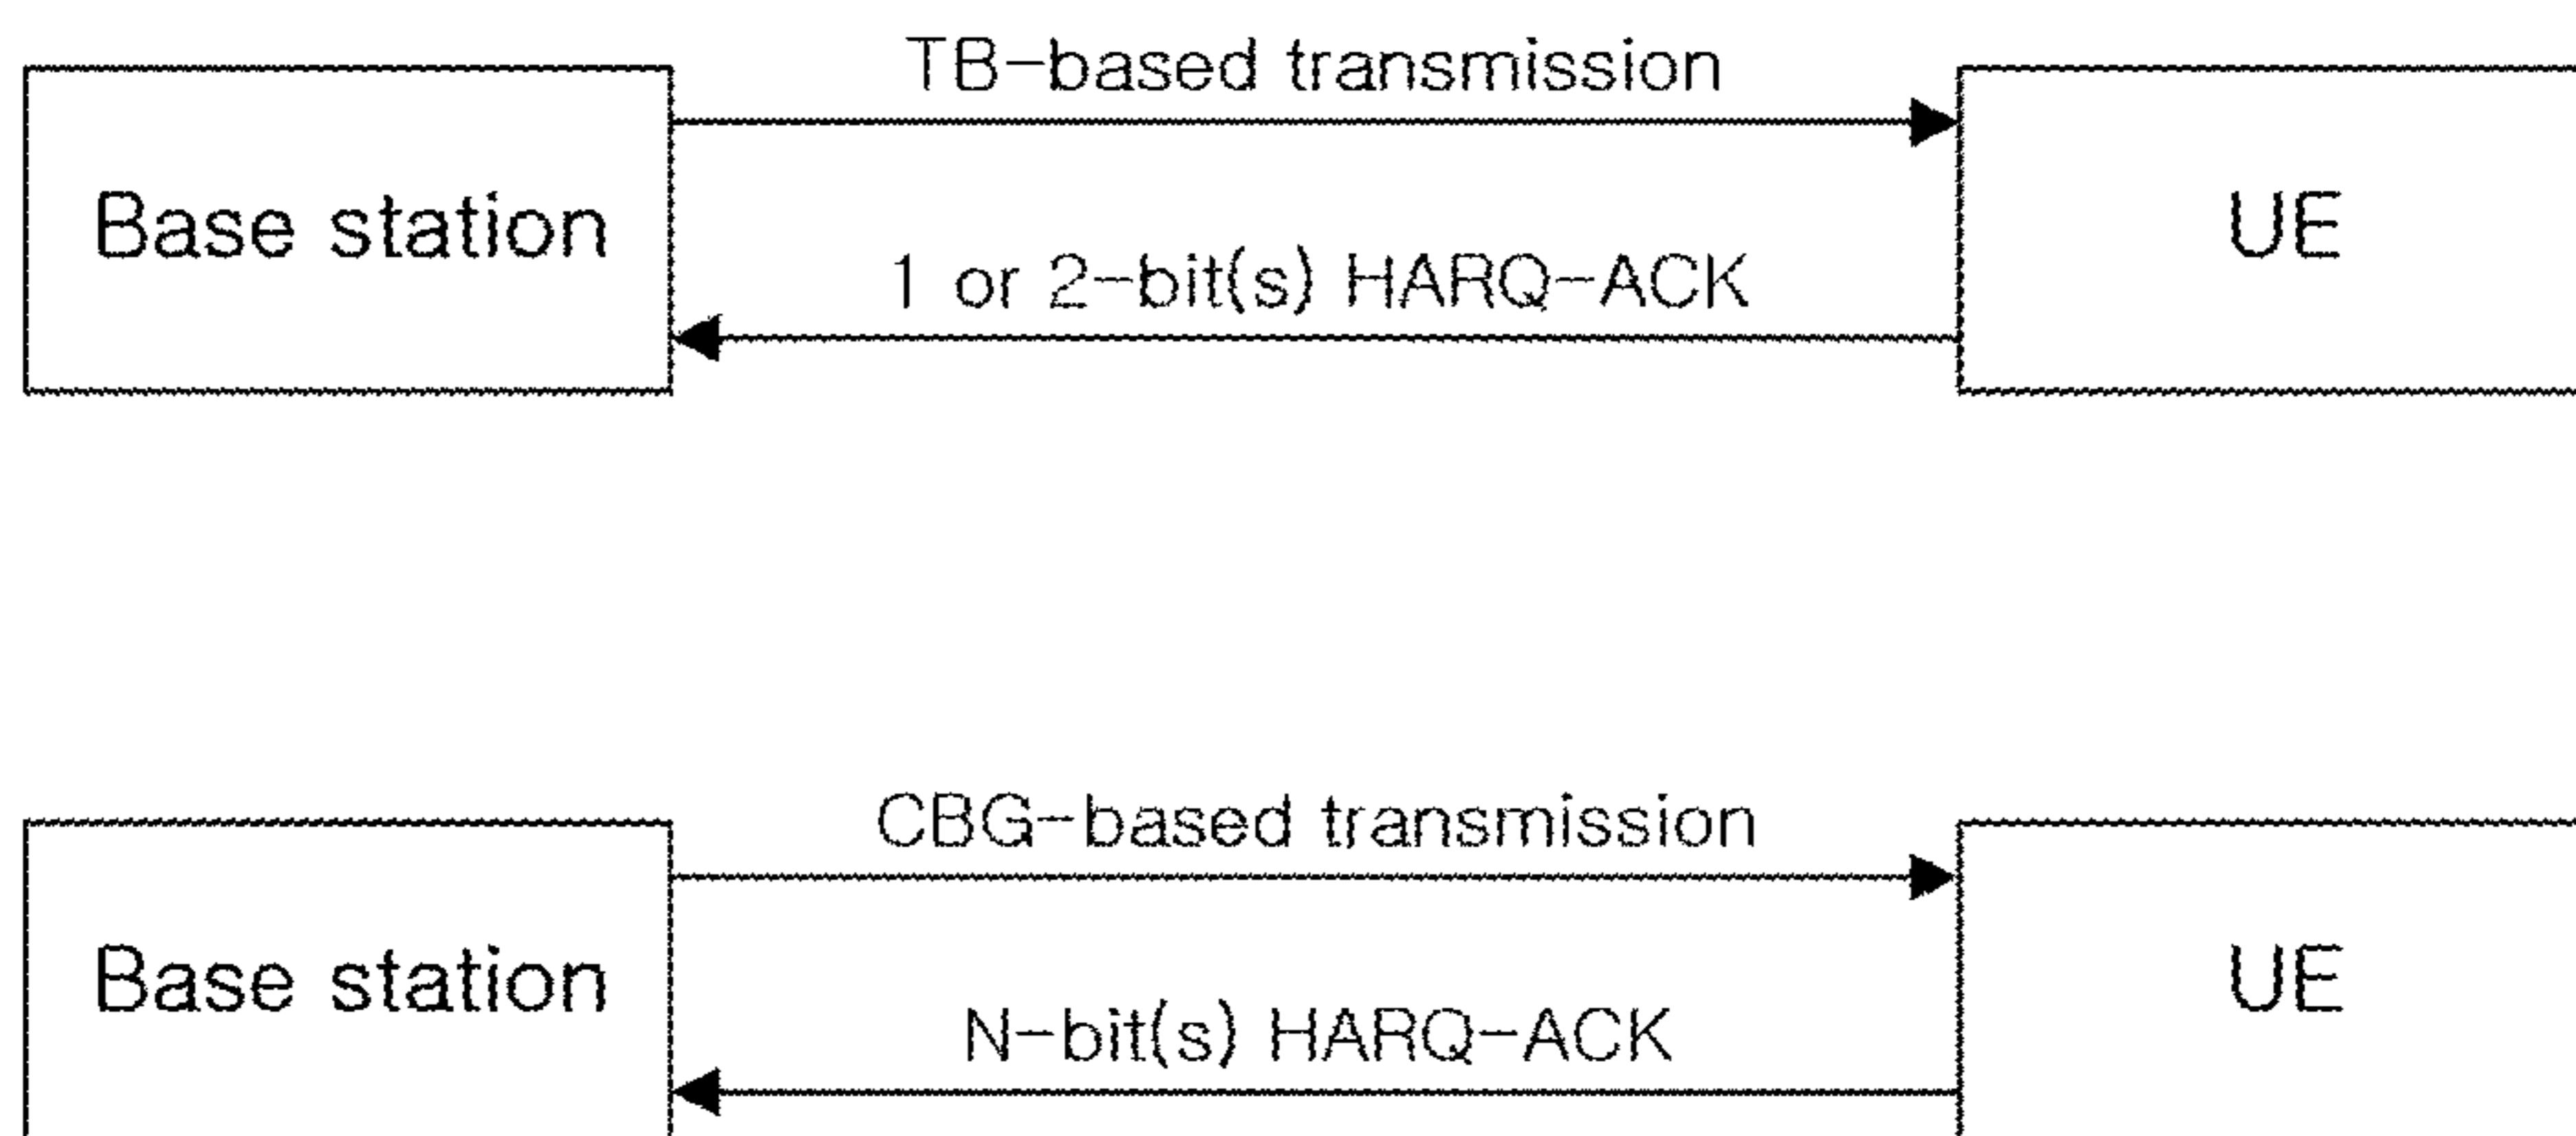 TB-based transmission
Base station
UE
1 or 2-bit(s) HARQ-ACK
CBG-based transmission
Base station
UE
N-bit(s) HARQ-ACK